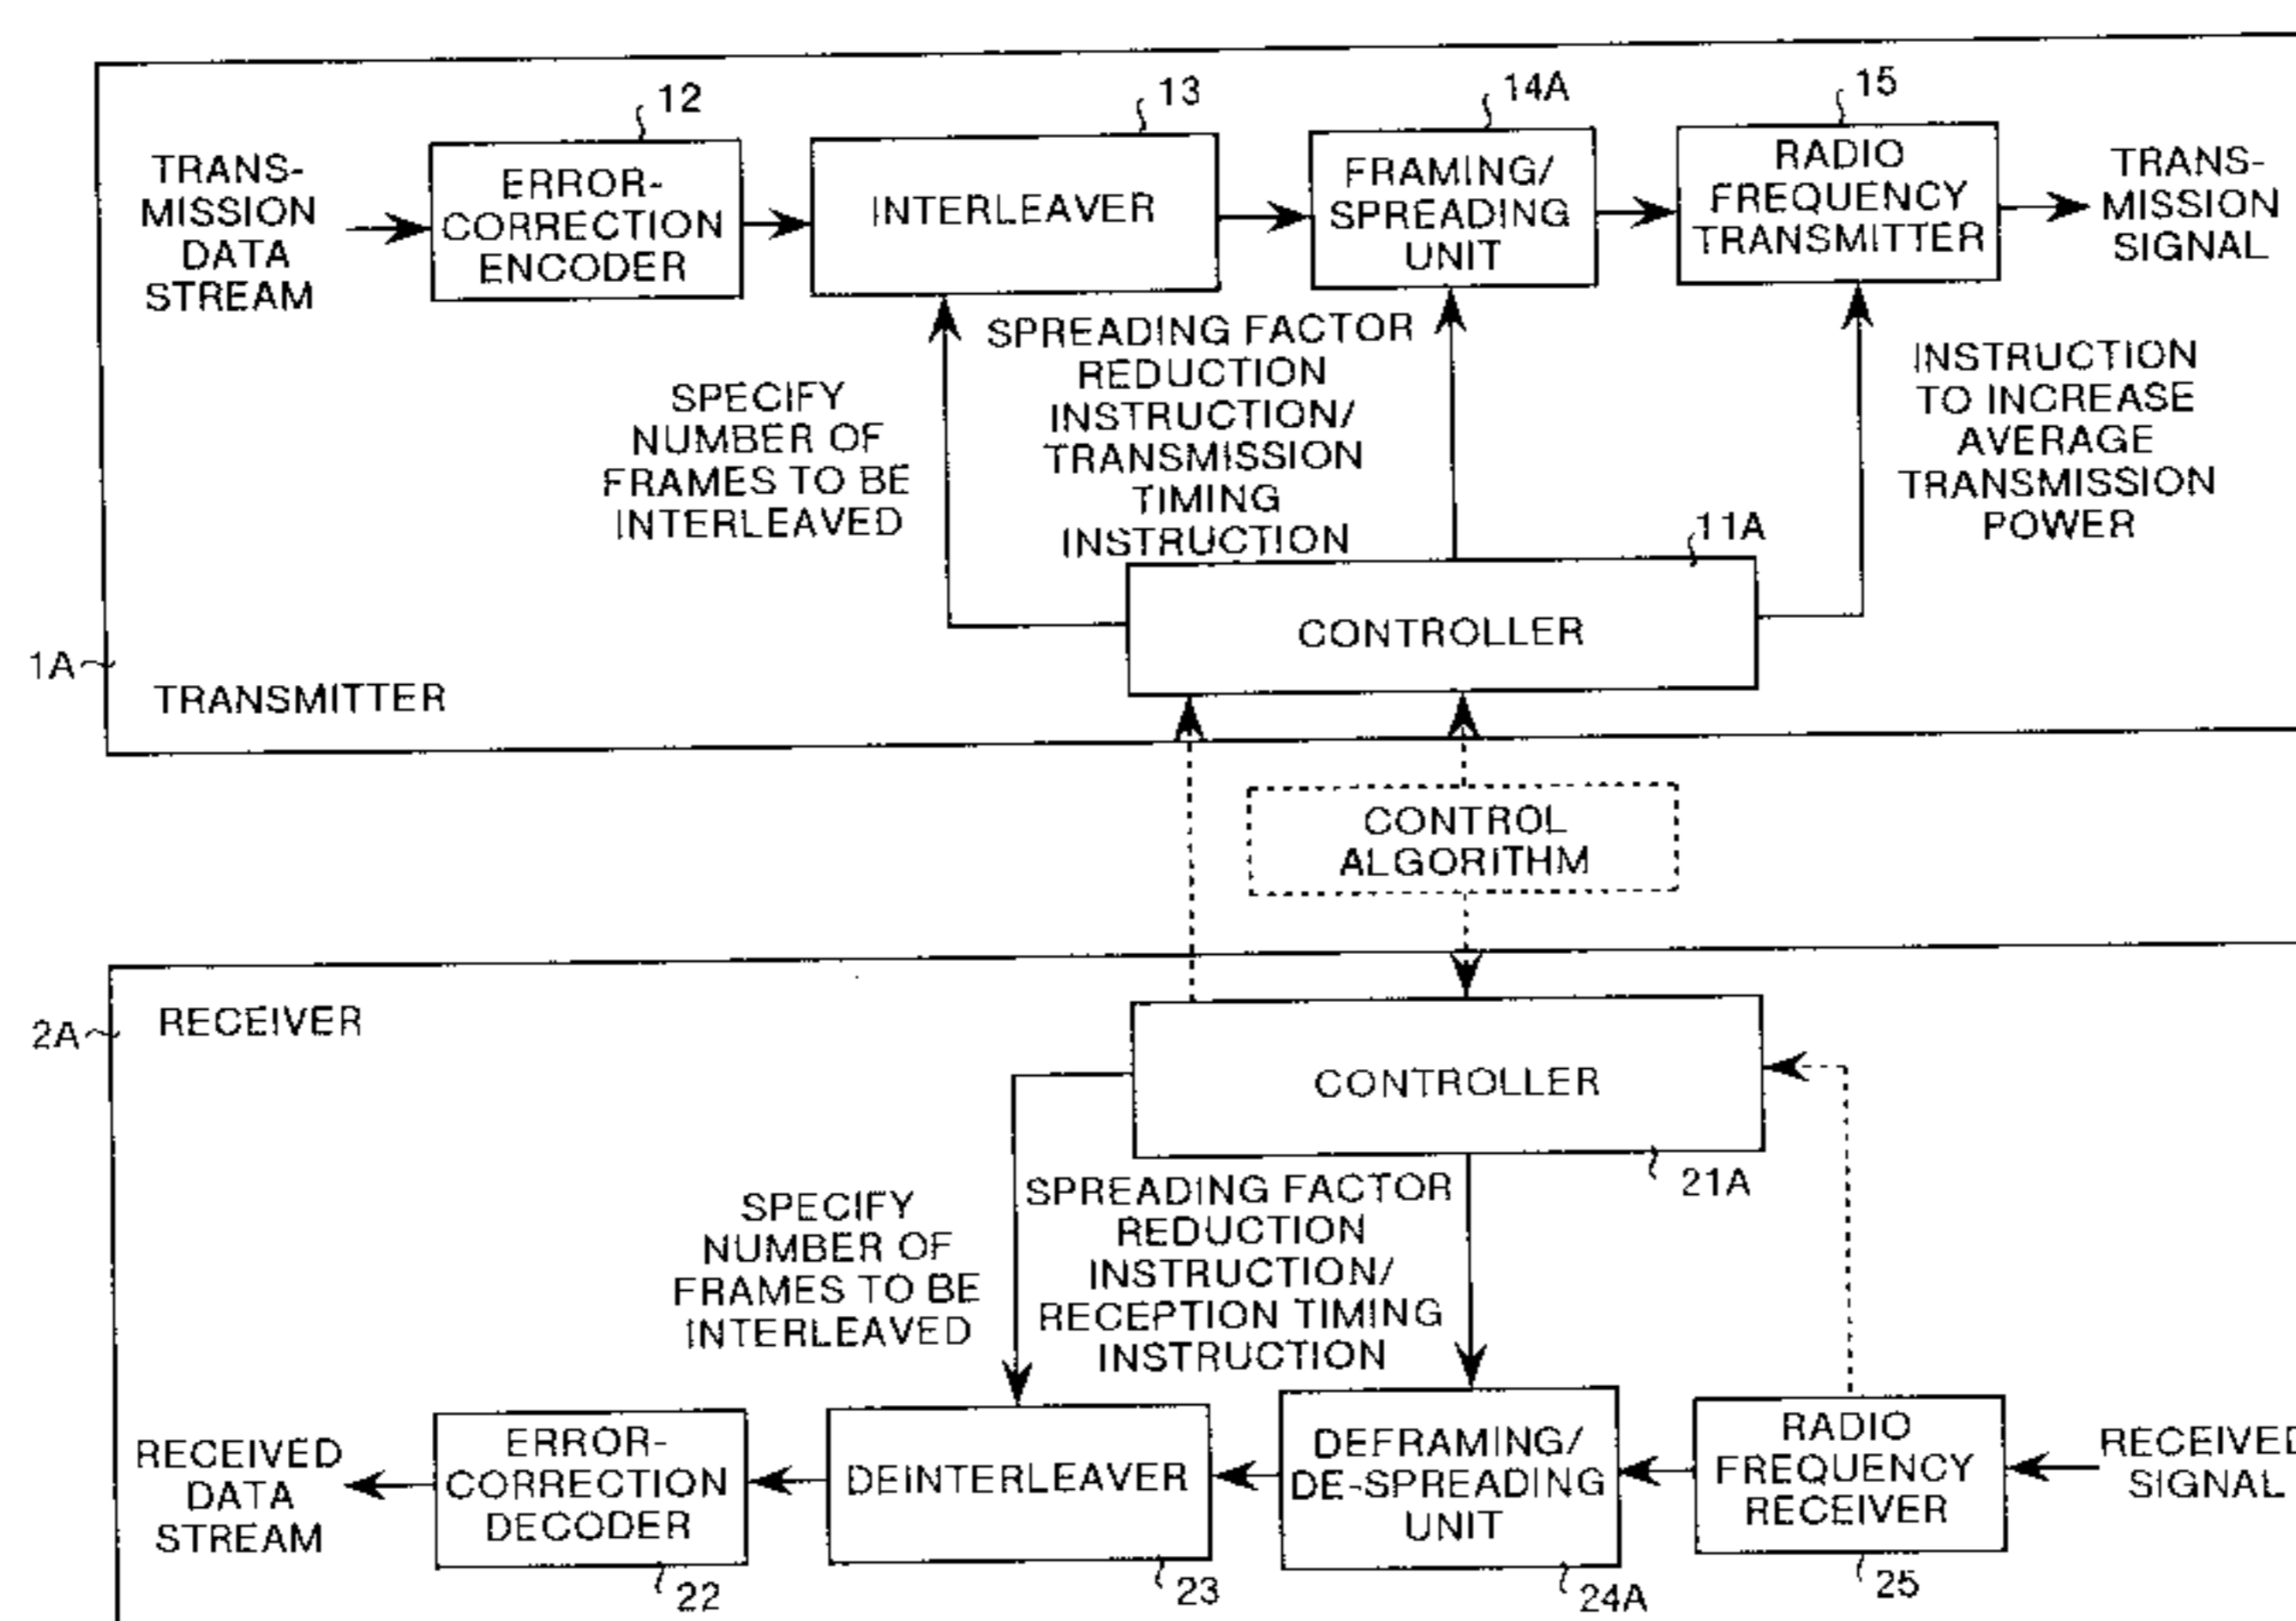 12
13
14A
15
TRANS-
MISSION
DATA
STREAM
ERROR-
CORRECTION
ENCODER
INTERLEAVER
FRAMING/
SPREADING
UNIT
RADIO
FREQUENCY
TRANSMITTER
TRANS-
MISSION
SIGNAL
SPECIFY
NUMBER OF
FRAMES TO BE
INTERLEAVED
SPREADING FACTOR
REDUCTION
INSTRUCTION/
TRANSMISSION
TIMING
INSTRUCTION
INSTRUCTION
TO INCREASE
AVERAGE
TRANSMISSION
POWER
11A
CONTROLLER
1A
TRANSMITTER
CONTROL
ALGORITHM
2A
RECEIVER
CONTROLLER
21A
SPECIFY
NUMBER OF
FRAMES TO BE
INTERLEAVED
SPREADING FACTOR
REDUCTION
INSTRUCTION/
RECEPTION TIMING
INSTRUCTION
RECEIVED
DATA
STREAM
ERROR-
CORRECTION
DECODER
DEINTERLEAVER
DEFRAMING/
DE-SPREADING
UNIT
RADIO
FREQUENCY
RECEIVER
RECEIVED
SIGNAL
22
23
24A
25